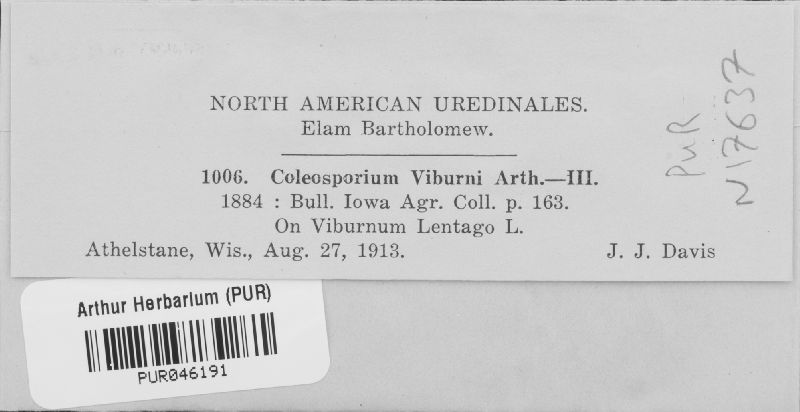 NORTH AMERICAN UREDINALES.
Elam Bartholomew.
1006. Coleosporium Viburni Arth.—III.
1884 : Bull. Iowa Agr. Coll. p. 163.
On Viburnum Lentago L.
Athelstane, Wis., Aug. 27, 1913. J. J. Davis
PUR
N17637
Arthur Herbarium (PUR)
PUR046191